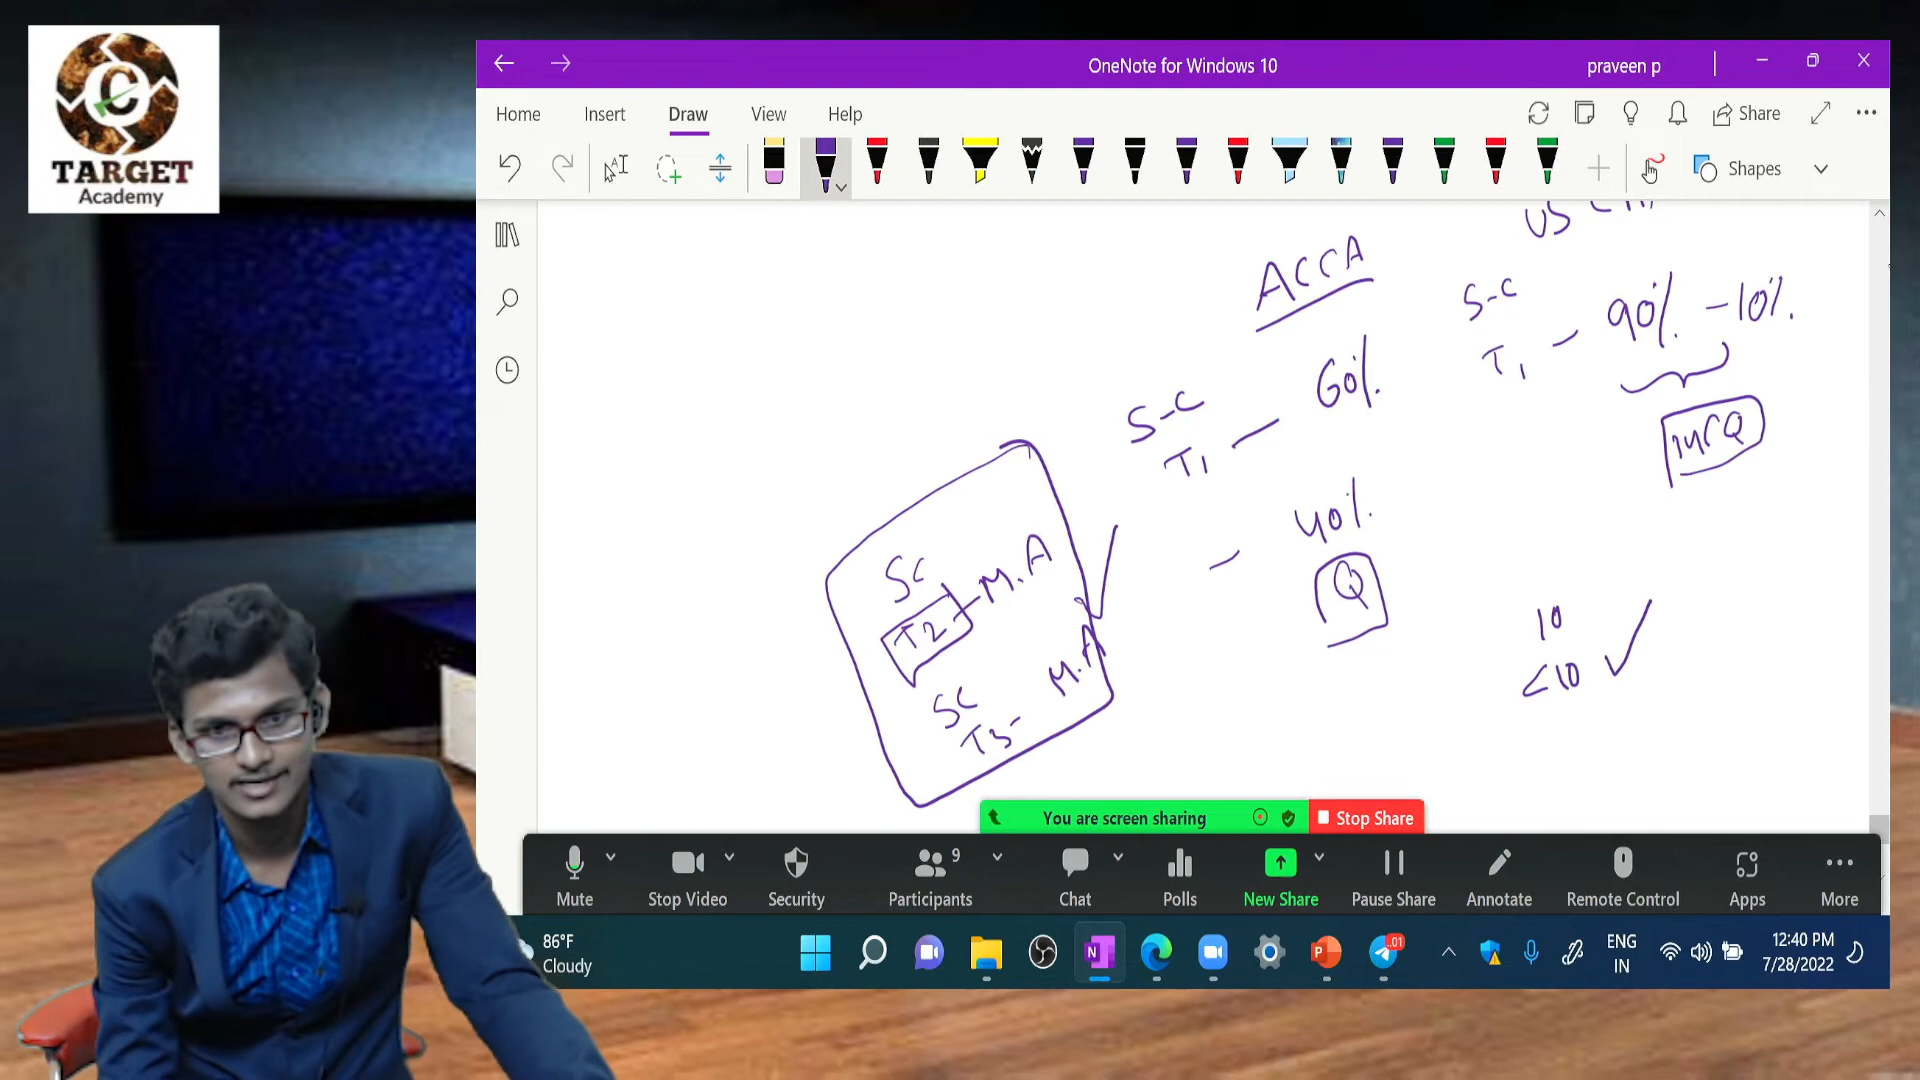 C
TARGET
Academy
OneNote for Windows 10
praveen p
Home Insert Draw View Help
Share
Shapes
US
ACCA
S-C
T1 - 90% - 10%
S-C
T1 - 60%
- 40%
Q
SC
T2 - M.A
SC
T3 - M.A
10
<10
You are screen sharing
Stop Share
9
Mute Stop Video Security Participants Chat Polls New Share Pause Share Annotate Remote Control Apps More
86°F
Cloudy
..01
ENG
IN
12:40 PM
7/28/2022